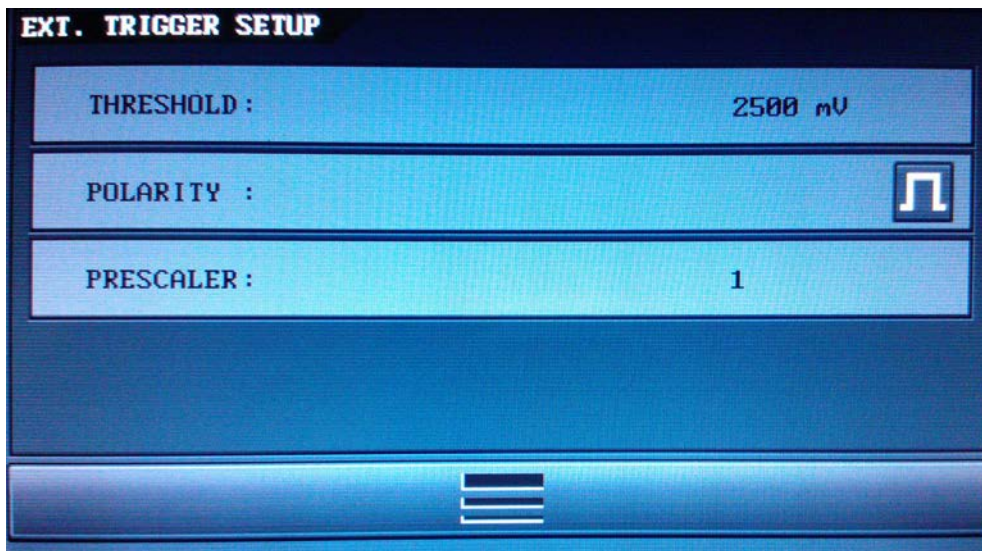 EXT. TRIGGER SETUP
THRESHOLD: 2500 mV
POLARITY :
PRESCALER: 1